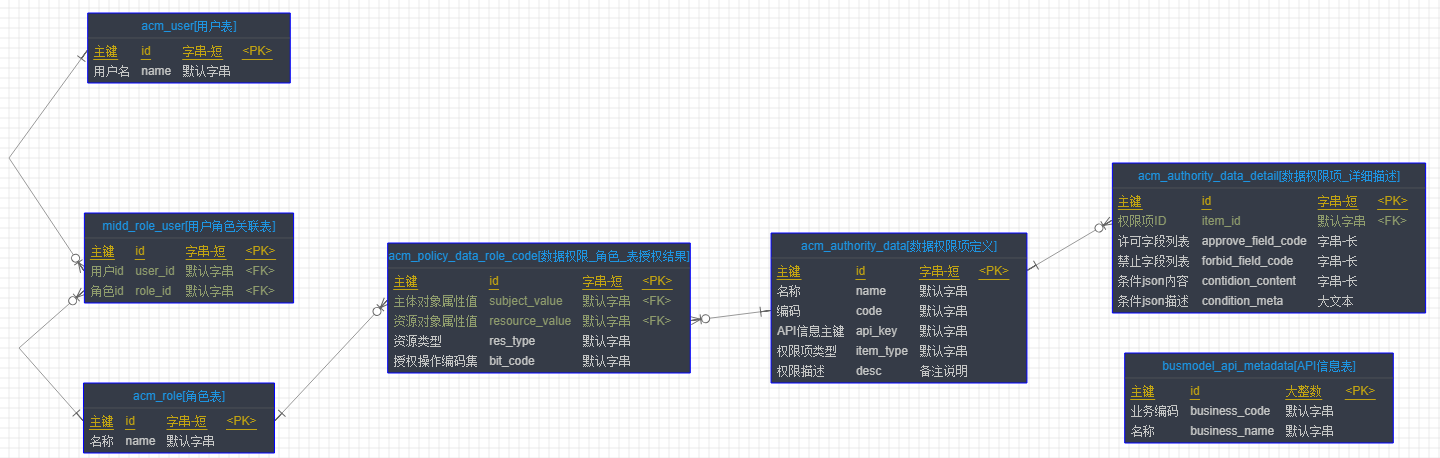 acm_user[用户表]
主键 id 字串-短 <PK>
用户名 name 默认字串
midd_role_user[用户角色关联表]
主键 id 字串-短 <PK>
用户id user_id 默认字串 <FK>
角色id role_id 默认字串 <FK>
acm_role[角色表]
主键 id 字串-短 <PK>
名称 name 默认字串
acm_policy_data_role_code[数据权限_角色_表授权结果]
主键 id 字串-短 <PK>
主体对象属性值 subject_value 默认字串 <FK>
资源对象属性值 resource_value 默认字串 <FK>
资源类型 res_type 默认字串
授权操作编码集 bit_code 默认字串
acm_authority_data[数据权限项定义]
主键 id 字串-短 <PK>
名称 name 默认字串
编码 code 默认字串
API信息主键 api_key 默认字串
权限项类型 item_type 默认字串
权限描述 desc 备注说明
acm_authority_data_detail[数据权限项_详细描述]
主键 id 字串-短 <PK>
权限项ID item_id 默认字串 <FK>
许可字段列表 approve_field_code 字串-长
禁止字段列表 forbid_field_code 字串-长
条件json内容 contidion_content 字串-长
条件json描述 condition_meta 大文本
busmodel_api_metadata[API信息表]
主键 id 大整数 <PK>
业务编码 business_code 默认字串
名称 business_name 默认字串